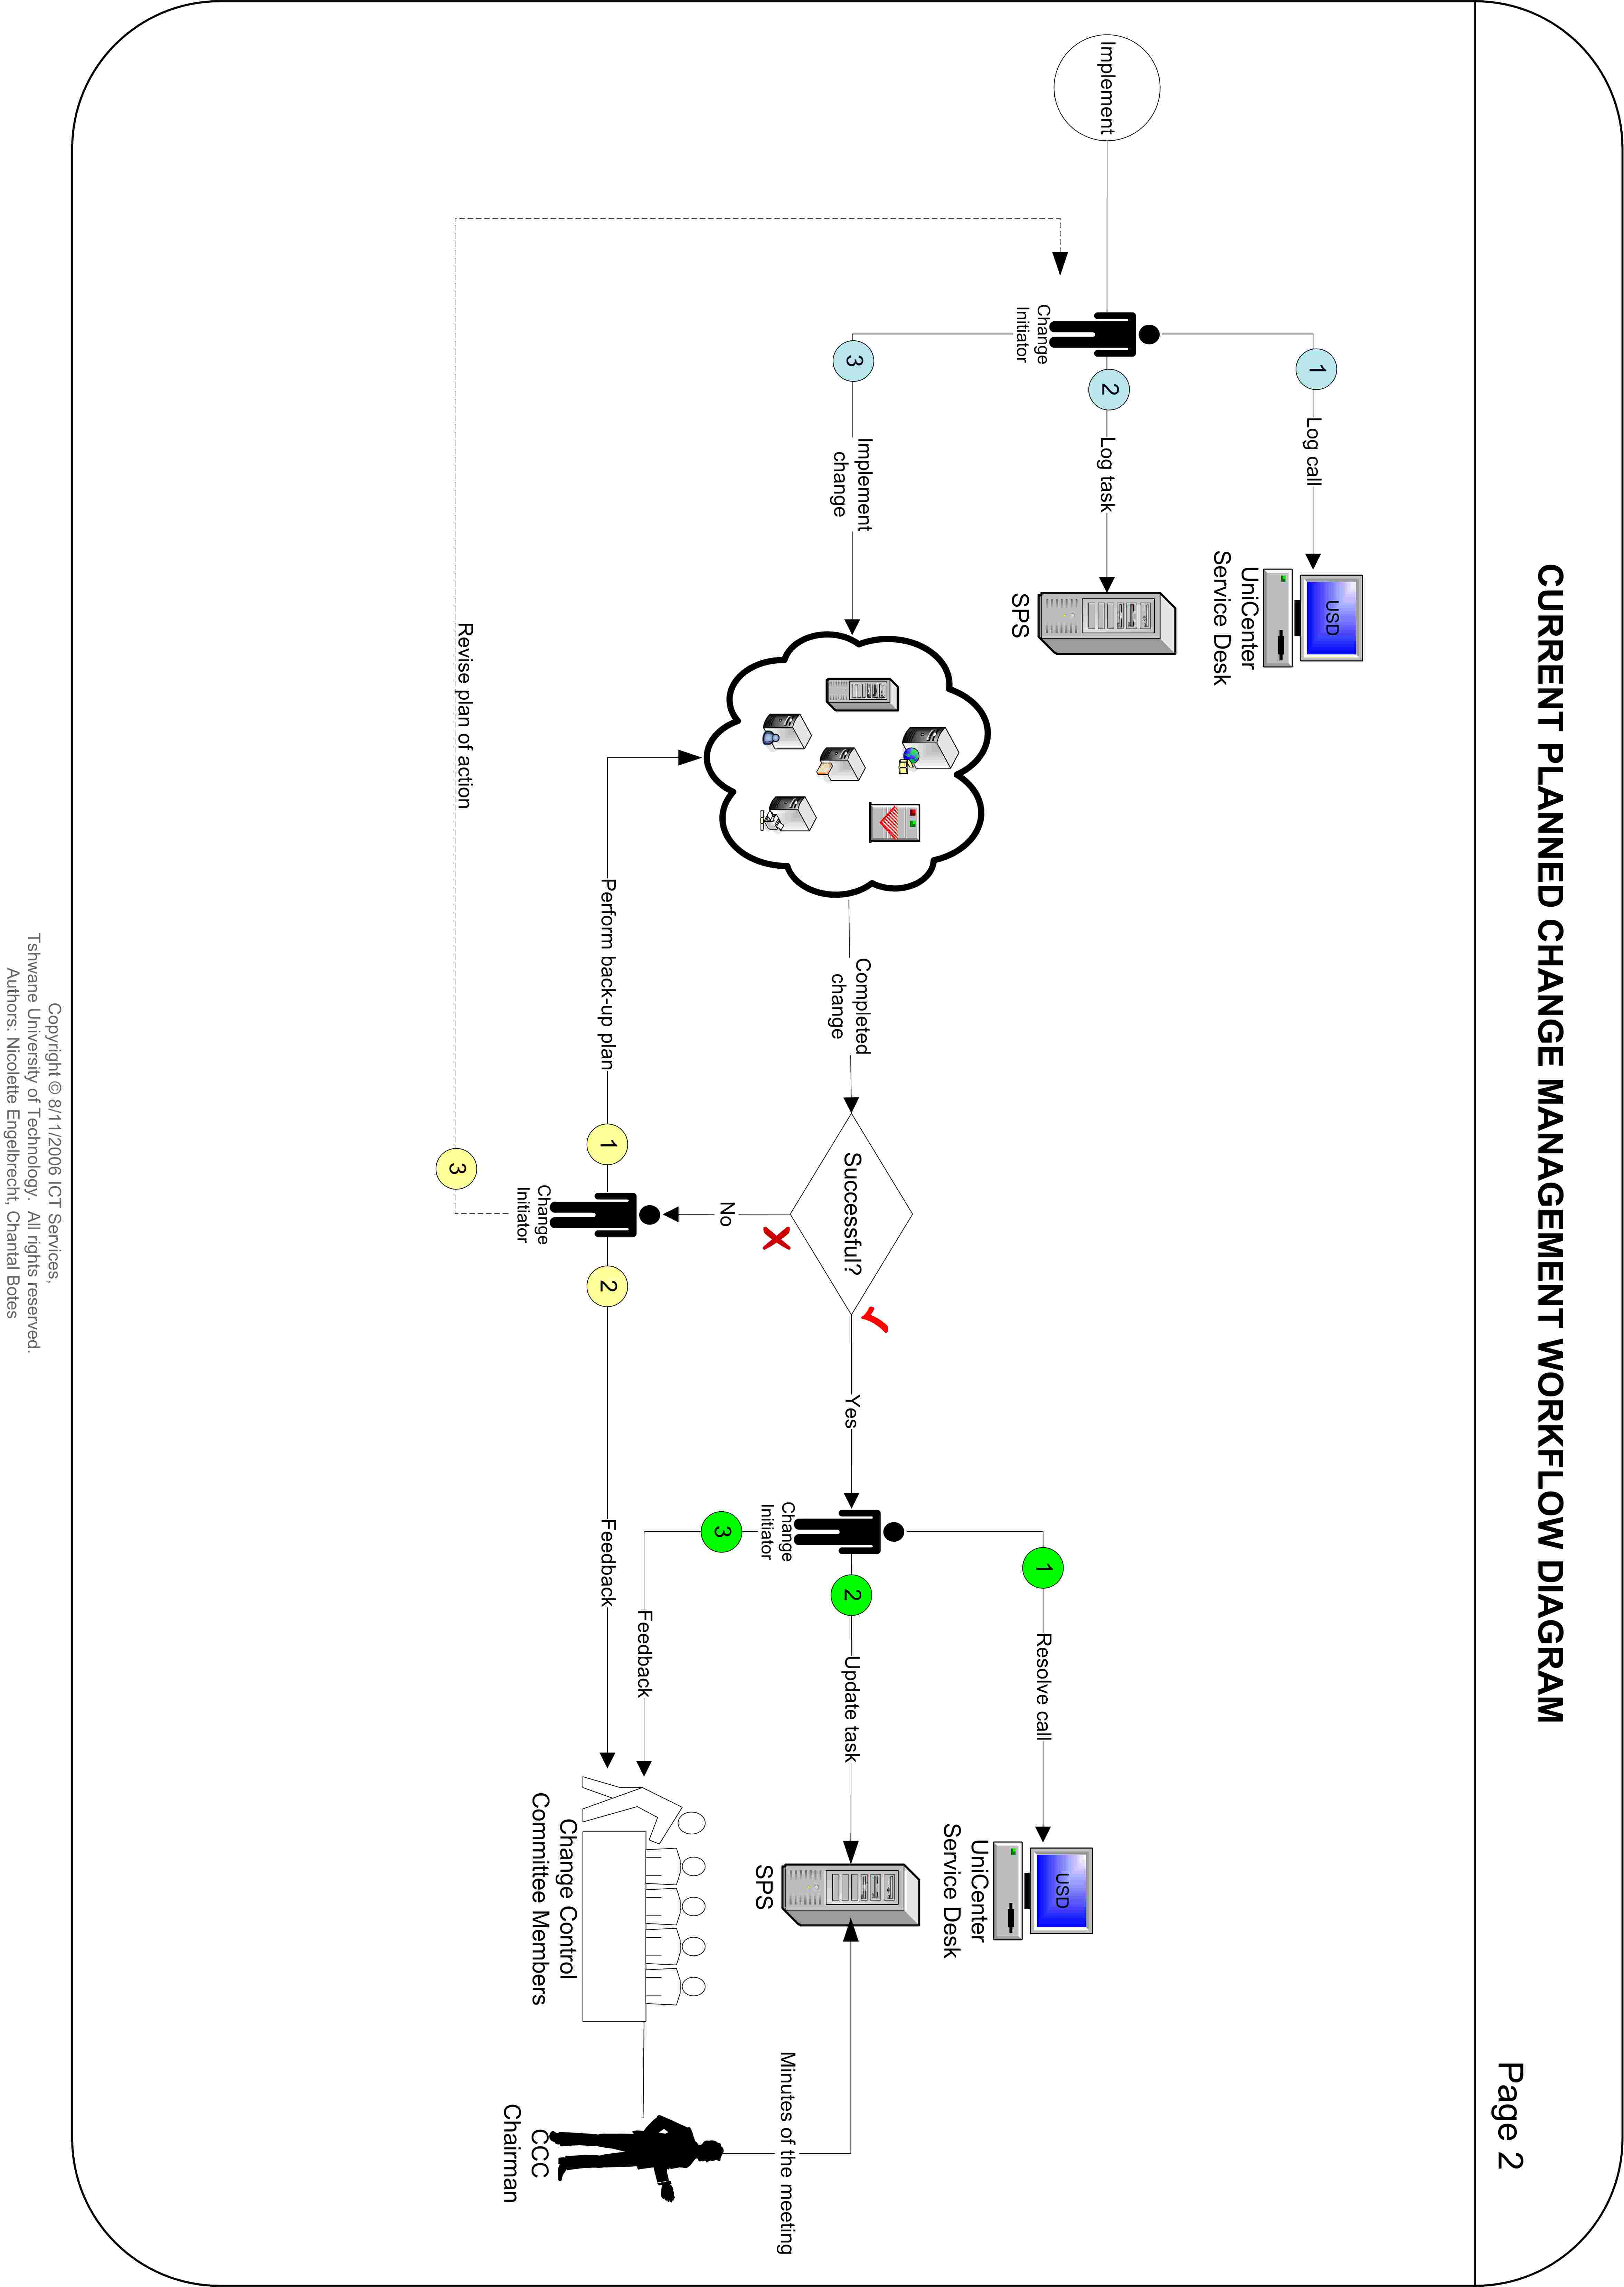 CURRENT PLANNED CHANGE MANAGEMENT WORKFLOW DIAGRAM
Page 2
Implement
Change
Initiator
1
Log call
USD
UniCenter
Service Desk
2
Log task
SPS
3
Implement
change
Completed
change
Successful?
Yes
No
Change
Initiator
1
Resolve call
USD
UniCenter
Service Desk
2
Update task
SPS
3
Feedback
Change
Initiator
1
Perform back-up plan
2
Feedback
3
Revise plan of action
Change Control
Committee Members
CCC
Chairman
Minutes of the meeting
Copyright © 8/11/2006 ICT Services,
Tshwane University of Technology. All rights reserved.
Authors: Nicolette Engelbrecht, Chantal Botes